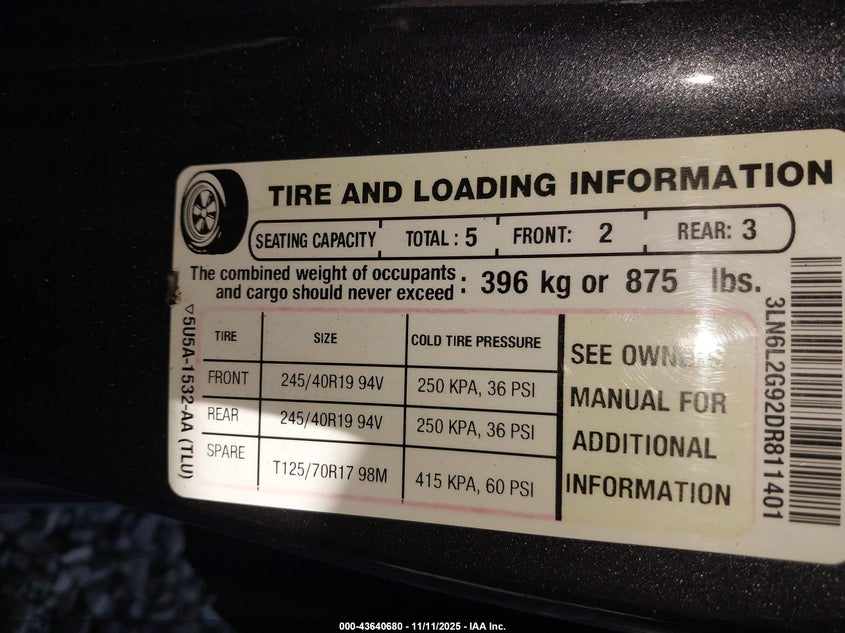 TIRE AND LOADING INFORMATION
SEATING CAPACITY TOTAL : 5 FRONT: 2 REAR: 3
The combined weight of occupants
and cargo should never exceed : 396 kg or 875 lbs.
TIRE SIZE COLD TIRE PRESSURE
FRONT 245/40R19 94V 250 KPA, 36 PSI
REAR 245/40R19 94V 250 KPA, 36 PSI
SPARE T125/70R17 98M 415 KPA, 60 PSI
SEE OWNERS
MANUAL FOR
ADDITIONAL
INFORMATION
5U5A-1532-AA (TLU)
3LN6L2G92DR811401
000-43640680 - 11/11/2025 - IAA Inc.